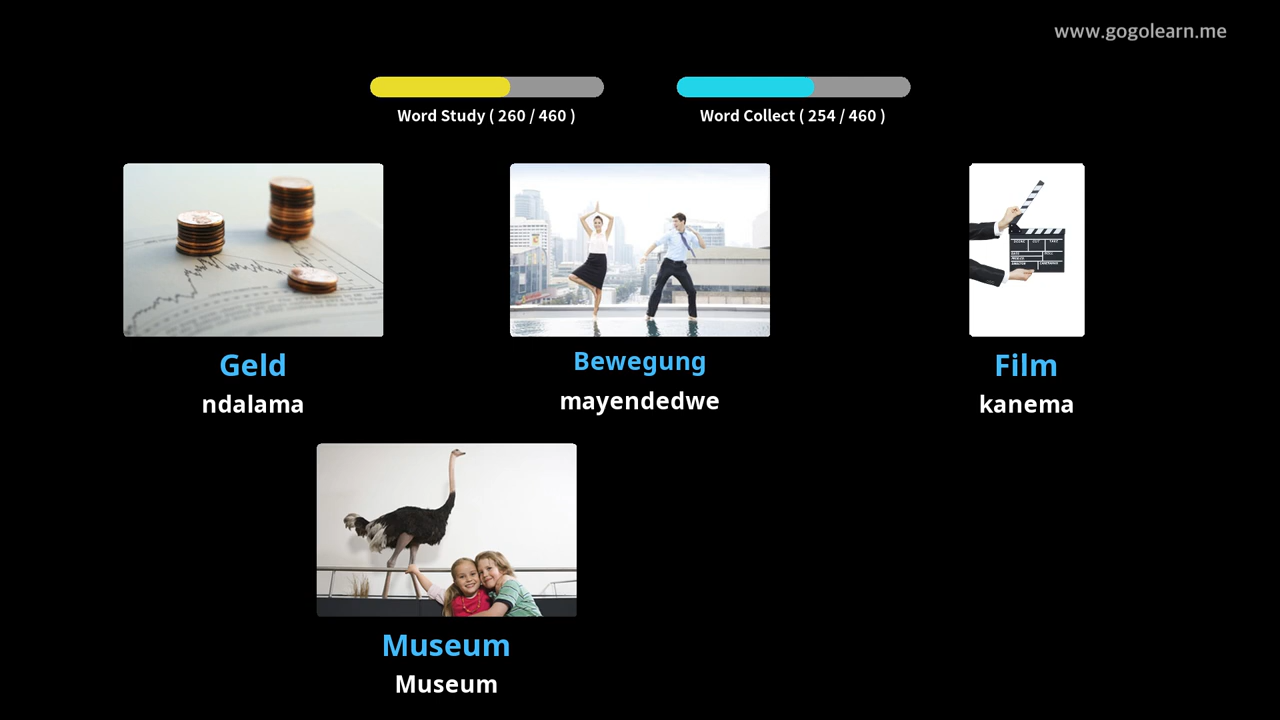 www.gogolearn.me
Word Study ( 260 / 460 )
Word Collect ( 254 / 460 )
Geld
ndalama
Bewegung
mayendedwe
Film
kanema
Museum
Museum